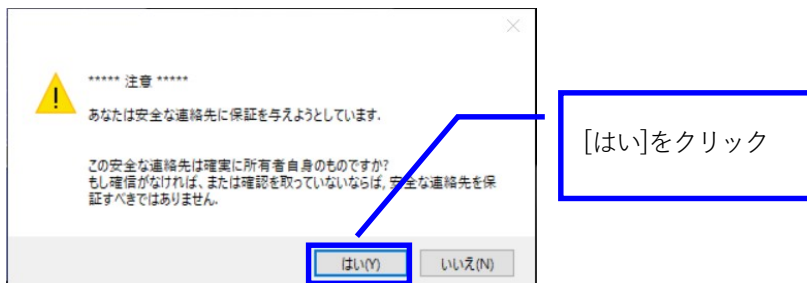 ***** 注意 *****
あなたは安全な連絡先に保証を与えようとしています.
この安全な連絡先は確実に所有者自身のものですか?
もし確信がなければ、または確認を取っていないならば, 安全な連絡先を保
証すべきではありません.
はい(Y)
いいえ(N)
[はい]をクリック